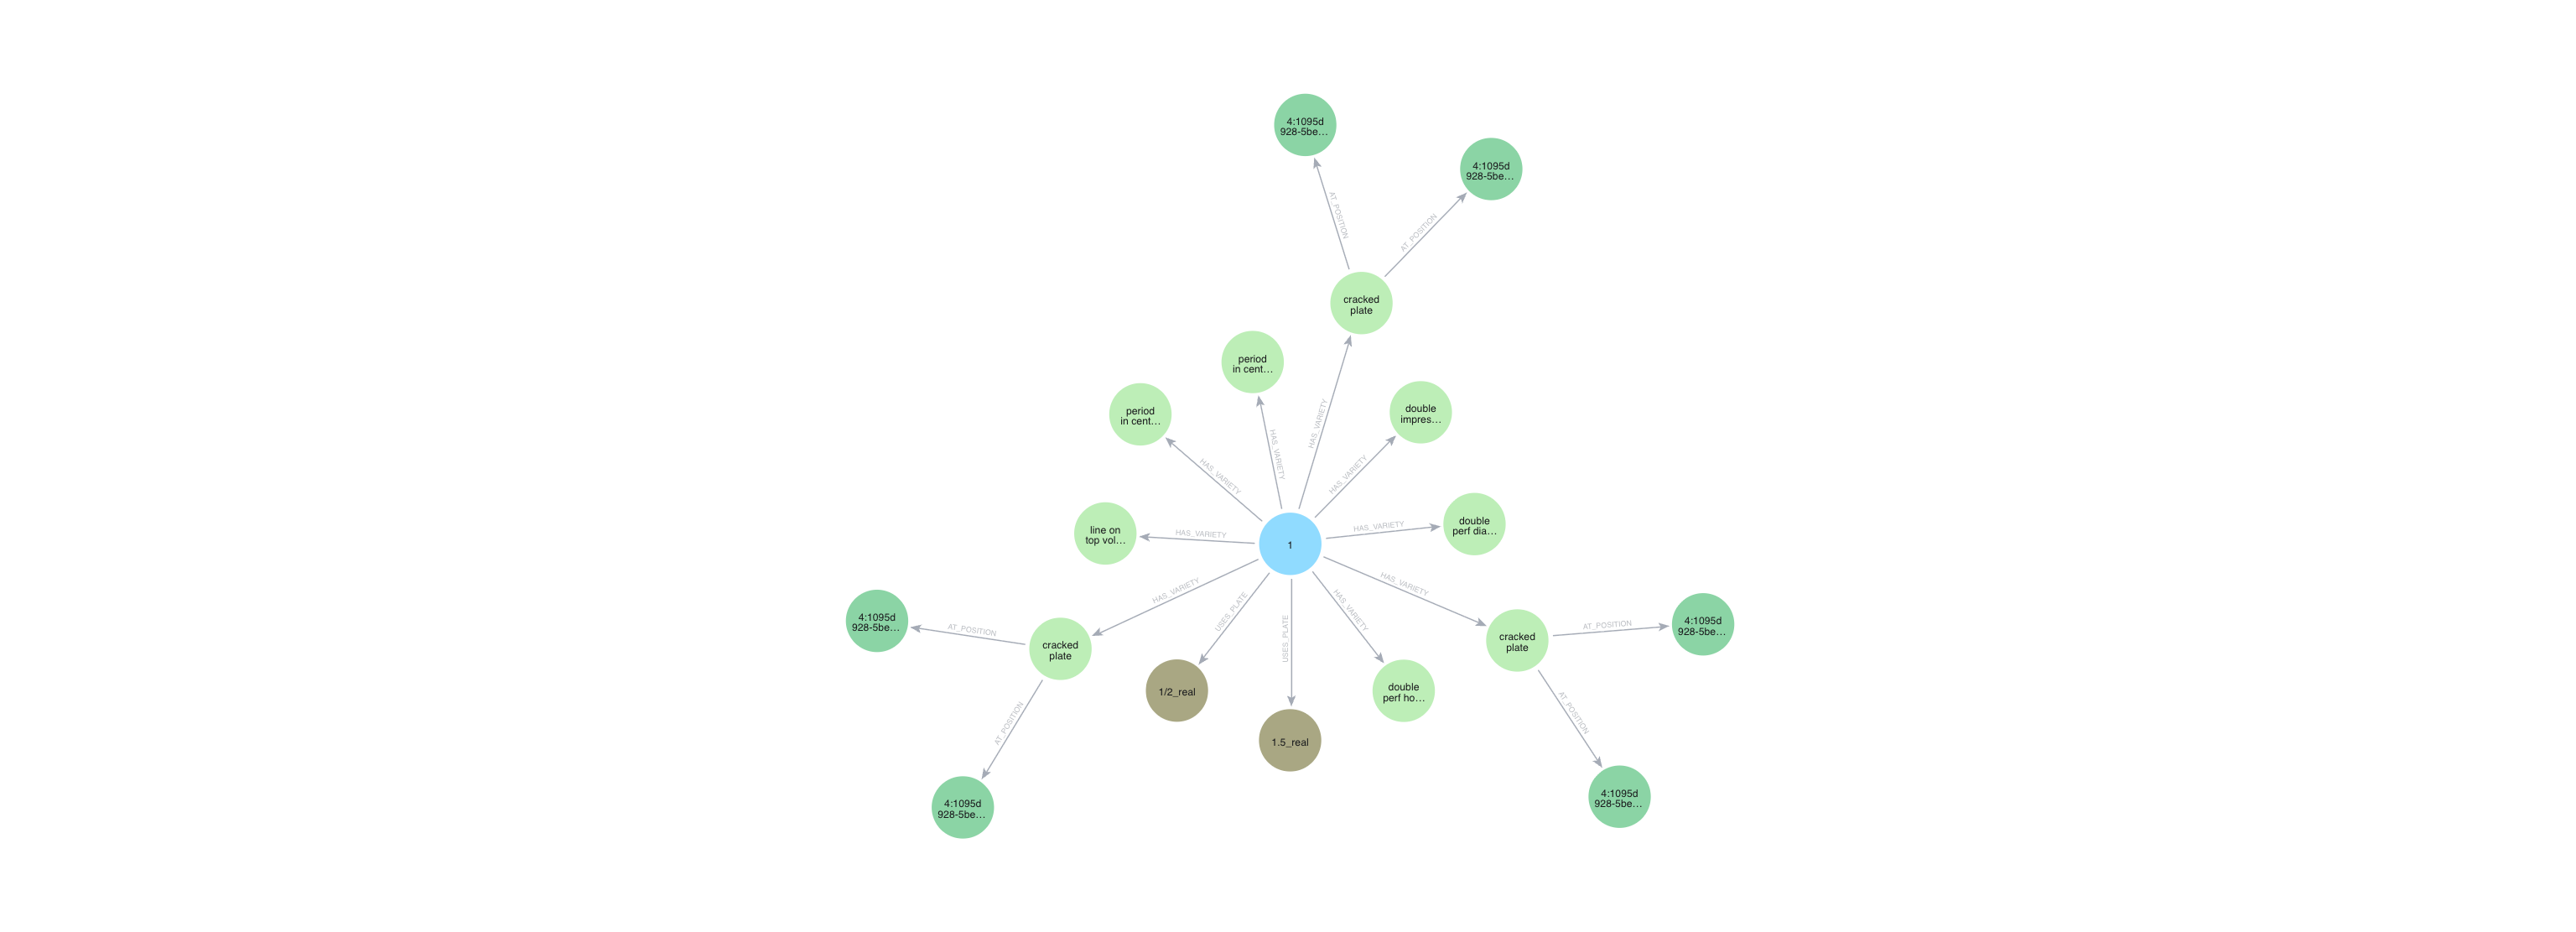 4:1095d
928-5be…
4:1095d
928-5be…
AT_POSITION
AT_POSITION
cracked
plate
period
in cent…
HAS_VARIETY
period
in cent…
double
impres…
HAS_VARIETY
HAS_VARIETY
HAS_VARIETY
HAS_VARIETY
line on
top vol…
HAS_VARIETY
1
HAS_VARIETY
double
perf dia…
4:1095d
928-5be…
AT_POSITION
cracked
plate
HAS_VARIETY
USES_PLATE
USES_PLATE
HAS_VARIETY
HAS_VARIETY
cracked
plate
AT_POSITION
4:1095d
928-5be…
AT_POSITION
1/2_real
1.5_real
double
perf ho…
AT_POSITION
4:1095d
928-5be…
4:1095d
928-5be…